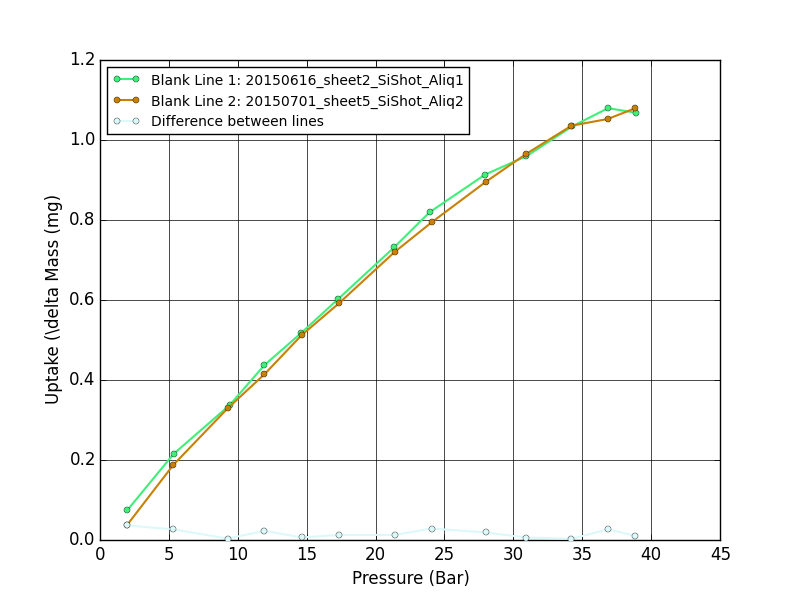 1.2
1.0
0.8
0.6
0.4
0.2
0.0
Uptake (\delta Mass (mg)
Blank Line 1: 20150616_sheet2_SiShot_Aliq1
Blank Line 2: 20150701_sheet5_SiShot_Aliq2
Difference between lines
0 5 10 15 20 25 30 35 40 45
Pressure (Bar)